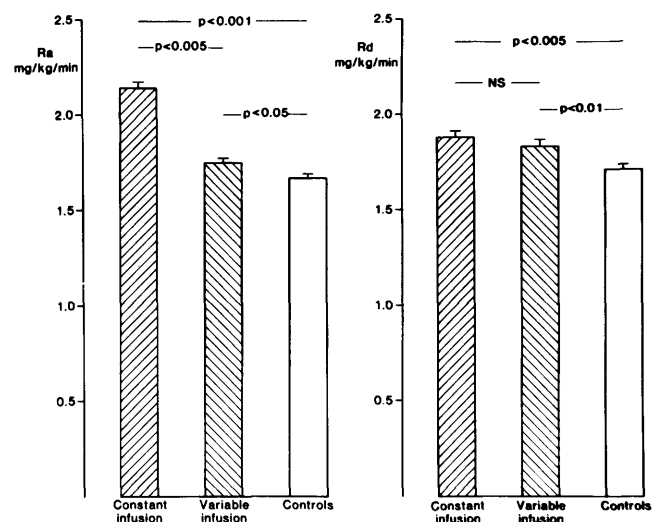 2.5
Ra
mg/kg/min
2.0
1.5
1.0
0.5
p<0.001
p<0.005
p<0.05
Constant
infusion
Variable
infusion
Controls
2.5
Rd
mg/kg/min
2.0
1.5
1.0
0.5
p<0.005
NS
p<0.01
Constant
infusion
Variable
infusion
Controls